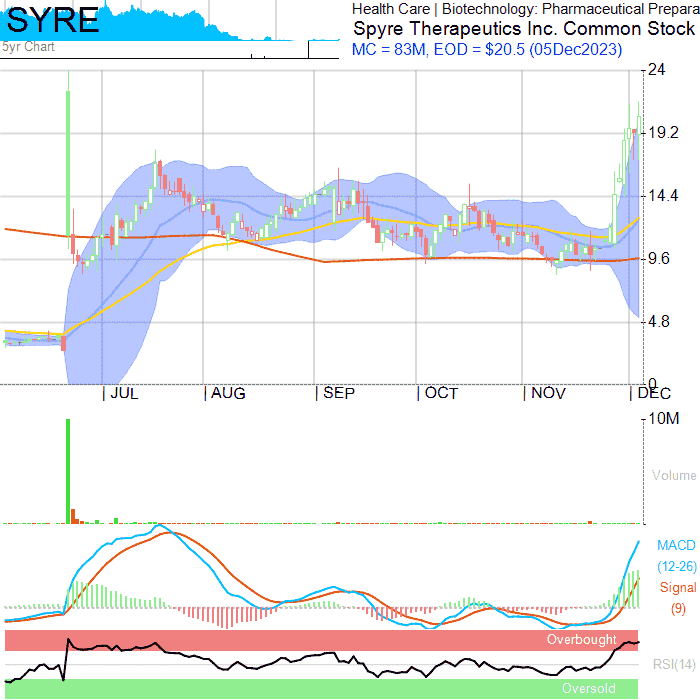 SYRE
5yr Chart
Health Care | Biotechnology: Pharmaceutical Prepara
Spyre Therapeutics Inc. Common Stock
MC = 83M, EOD = $20.5 (05Dec2023)
24
19.2
14.4
9.6
4.8
0
JUL AUG SEP OCT NOV DEC
10M
Volume
MACD
(12-26)
Signal
(9)
Overbought
RSI(14)
Oversold